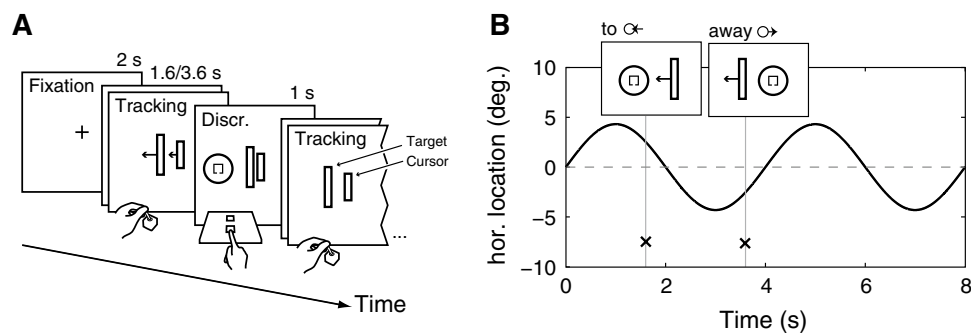 A
2 s
Fixation
+
1.6/3.6 s
Tracking
Discr.
1 s
Tracking
Target
Cursor
...
Time
B
to
away
hor. location (deg.)
10
5
0
−5
−10
0 2 4 6 8
Time (s)